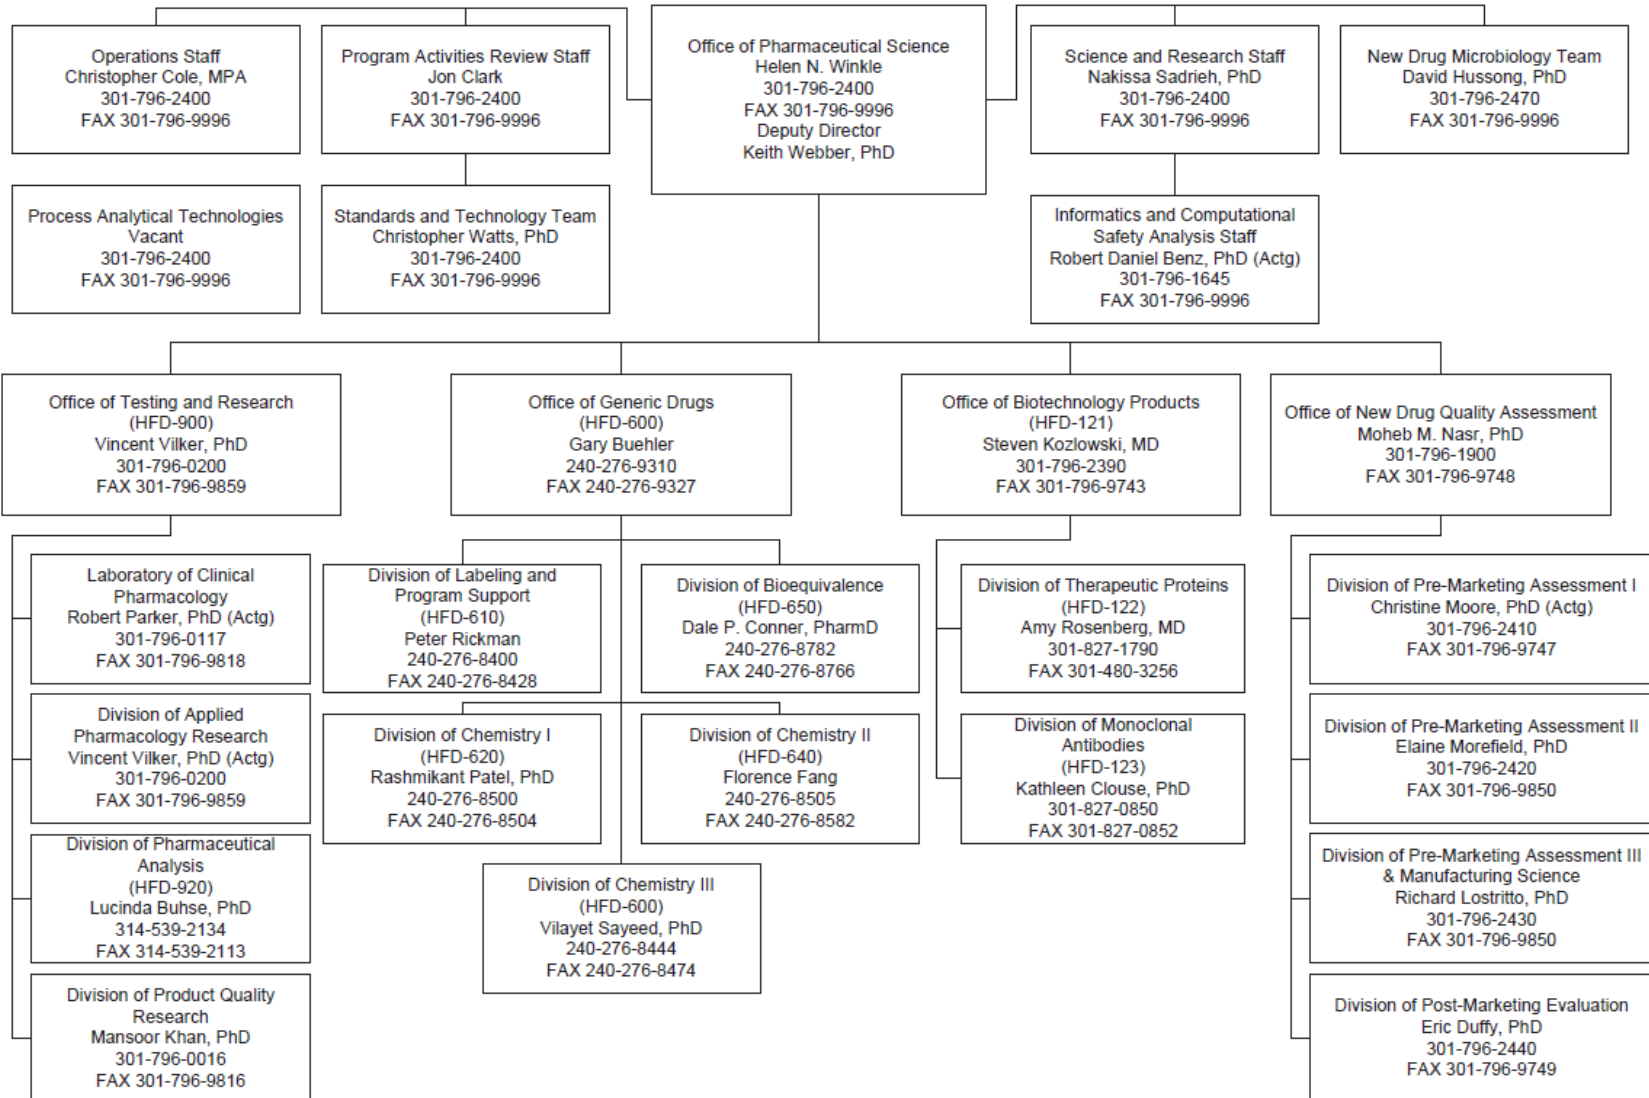 Operations Staff
Christopher Cole, MPA
301-796-2400
FAX 301-796-9996
Program Activities Review Staff
Jon Clark
301-796-2400
FAX 301-796-9996
Office of Pharmaceutical Science
Helen N. Winkle
301-796-2400
FAX 301-796-9996
Deputy Director
Keith Webber, PhD
Science and Research Staff
Nakissa Sadrieh, PhD
301-796-2400
FAX 301-796-9996
New Drug Microbiology Team
David Hussong, PhD
301-796-2470
FAX 301-796-9996
Process Analytical Technologies
Vacant
301-796-2400
FAX 301-796-9996
Standards and Technology Team
Christopher Watts, PhD
301-796-2400
FAX 301-796-9996
Informatics and Computational
Safety Analysis Staff
Robert Daniel Benz, PhD (Actg)
301-796-1645
FAX 301-796-9996
Office of Testing and Research
(HFD-900)
Vincent Vilker, PhD
301-796-0200
FAX 301-796-9859
Office of Generic Drugs
(HFD-600)
Gary Buehler
240-276-9310
FAX 240-276-9327
Office of Biotechnology Products
(HFD-121)
Steven Kozlowski, MD
301-796-2390
FAX 301-796-9743
Office of New Drug Quality Assessment
Moheb M. Nasr, PhD
301-796-1900
FAX 301-796-9748
Laboratory of Clinical
Pharmacology
Robert Parker, PhD (Actg)
301-796-0117
FAX 301-796-9818
Division of Applied
Pharmacology Research
Vincent Vilker, PhD (Actg)
301-796-0200
FAX 301-796-9859
Division of Pharmaceutical
Analysis
(HFD-920)
Lucinda Buhse, PhD
314-539-2134
FAX 314-539-2113
Division of Product Quality
Research
Mansoor Khan, PhD
301-796-0016
FAX 301-796-9816
Division of Labeling and
Program Support
(HFD-610)
Peter Rickman
240-276-8400
FAX 240-276-8428
Division of Bioequivalence
(HFD-650)
Dale P. Conner, PharmD
240-276-8782
FAX 240-276-8766
Division of Chemistry I
(HFD-620)
Rashmikant Patel, PhD
240-276-8500
FAX 240-276-8504
Division of Chemistry II
(HFD-640)
Florence Fang
240-276-8505
FAX 240-276-8582
Division of Chemistry III
(HFD-600)
Vilayet Sayeed, PhD
240-276-8444
FAX 240-276-8474
Division of Therapeutic Proteins
(HFD-122)
Amy Rosenberg, MD
301-827-1790
FAX 301-480-3256
Division of Monoclonal
Antibodies
(HFD-123)
Kathleen Clouse, PhD
301-827-0850
FAX 301-827-0852
Division of Pre-Marketing Assessment I
Christine Moore, PhD (Actg)
301-796-2410
FAX 301-796-9747
Division of Pre-Marketing Assessment II
Elaine Morefield, PhD
301-796-2420
FAX 301-796-9850
Division of Pre-Marketing Assessment III
& Manufacturing Science
Richard Lostritto, PhD
301-796-2430
FAX 301-796-9850
Division of Post-Marketing Evaluation
Eric Duffy, PhD
301-796-2440
FAX 301-796-9749